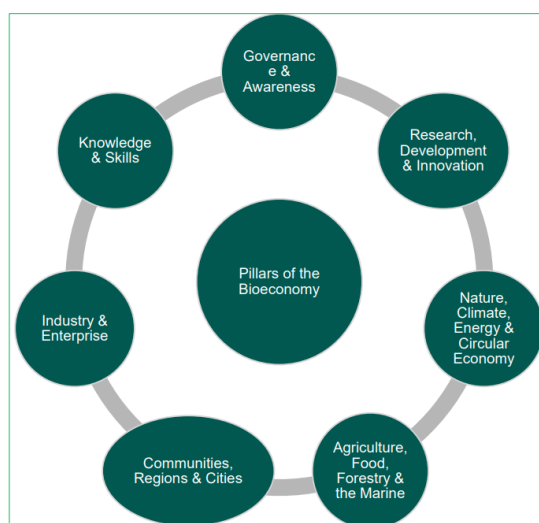 Governanc
e &
Awareness
Research,
Development
& Innovation
Nature,
Climate,
Energy &
Circular
Economy
Agriculture,
Food,
Forestry &
the Marine
Communities,
Regions & Cities
Industry &
Enterprise
Knowledge
& Skills
Pillars of the
Bioeconomy